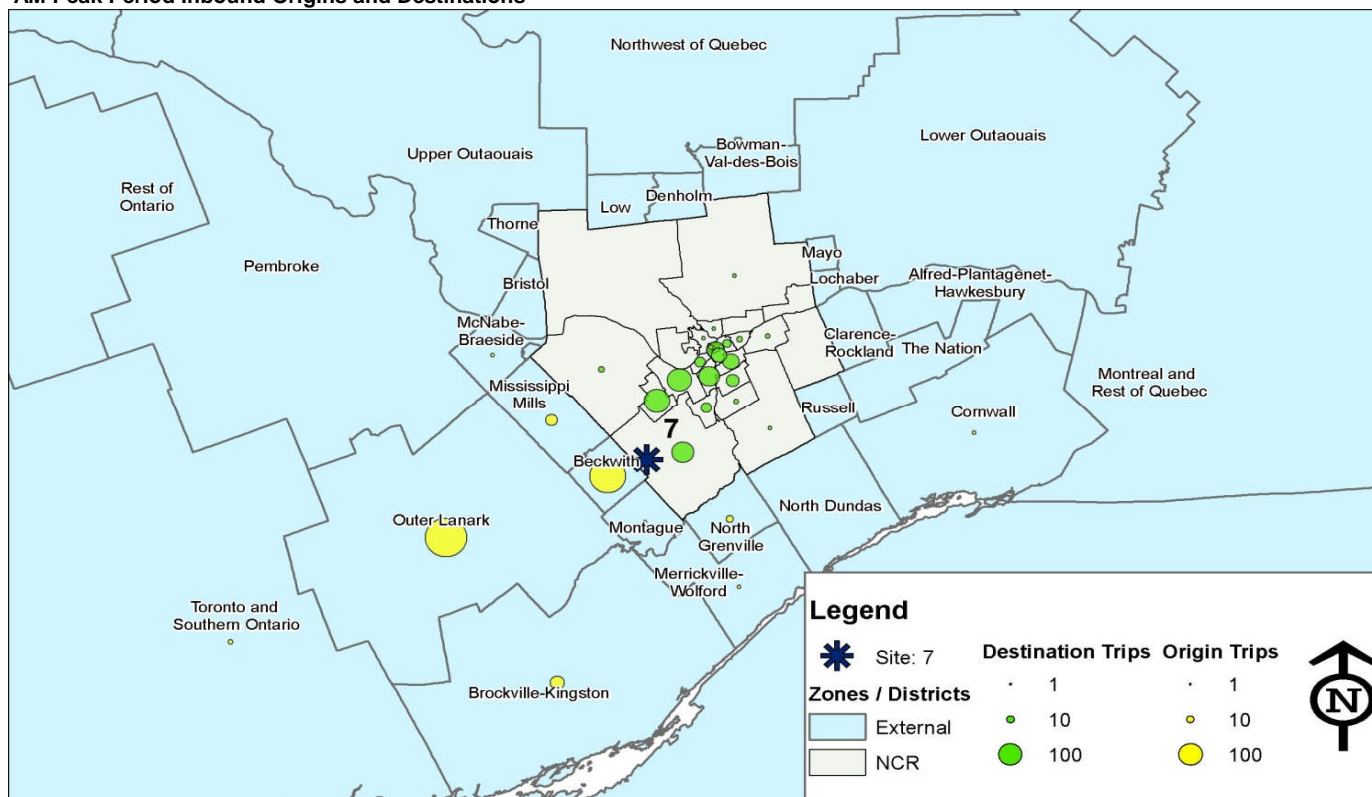 AM Peak Period Inbound Origins and Destinations
Northwest of Quebec
Lower Outaouais
Bowman-
Val-des-Bois
Upper Outaouais
Rest of
Ontario
Denholm
Low
Thorne
Mayo
Pembroke
Lochaber
Alfred-Plantagenet-
Hawkesbury
Bristol
McNabe-
Braeside
Clarence-
Rockland
The Nation
Montreal and
Rest of Quebec
Mississippi
Mills
Russell
Cornwall
7
Beckwith
North Dundas
Outer Lanark
Montague
North
Grenville
Merrickville-
Wolford
Toronto and
Southern Ontario
Brockville-Kingston
Legend
Site: 7
Destination Trips
Origin Trips
1
1
Zones / Districts
10
10
External
100
100
NCR
N